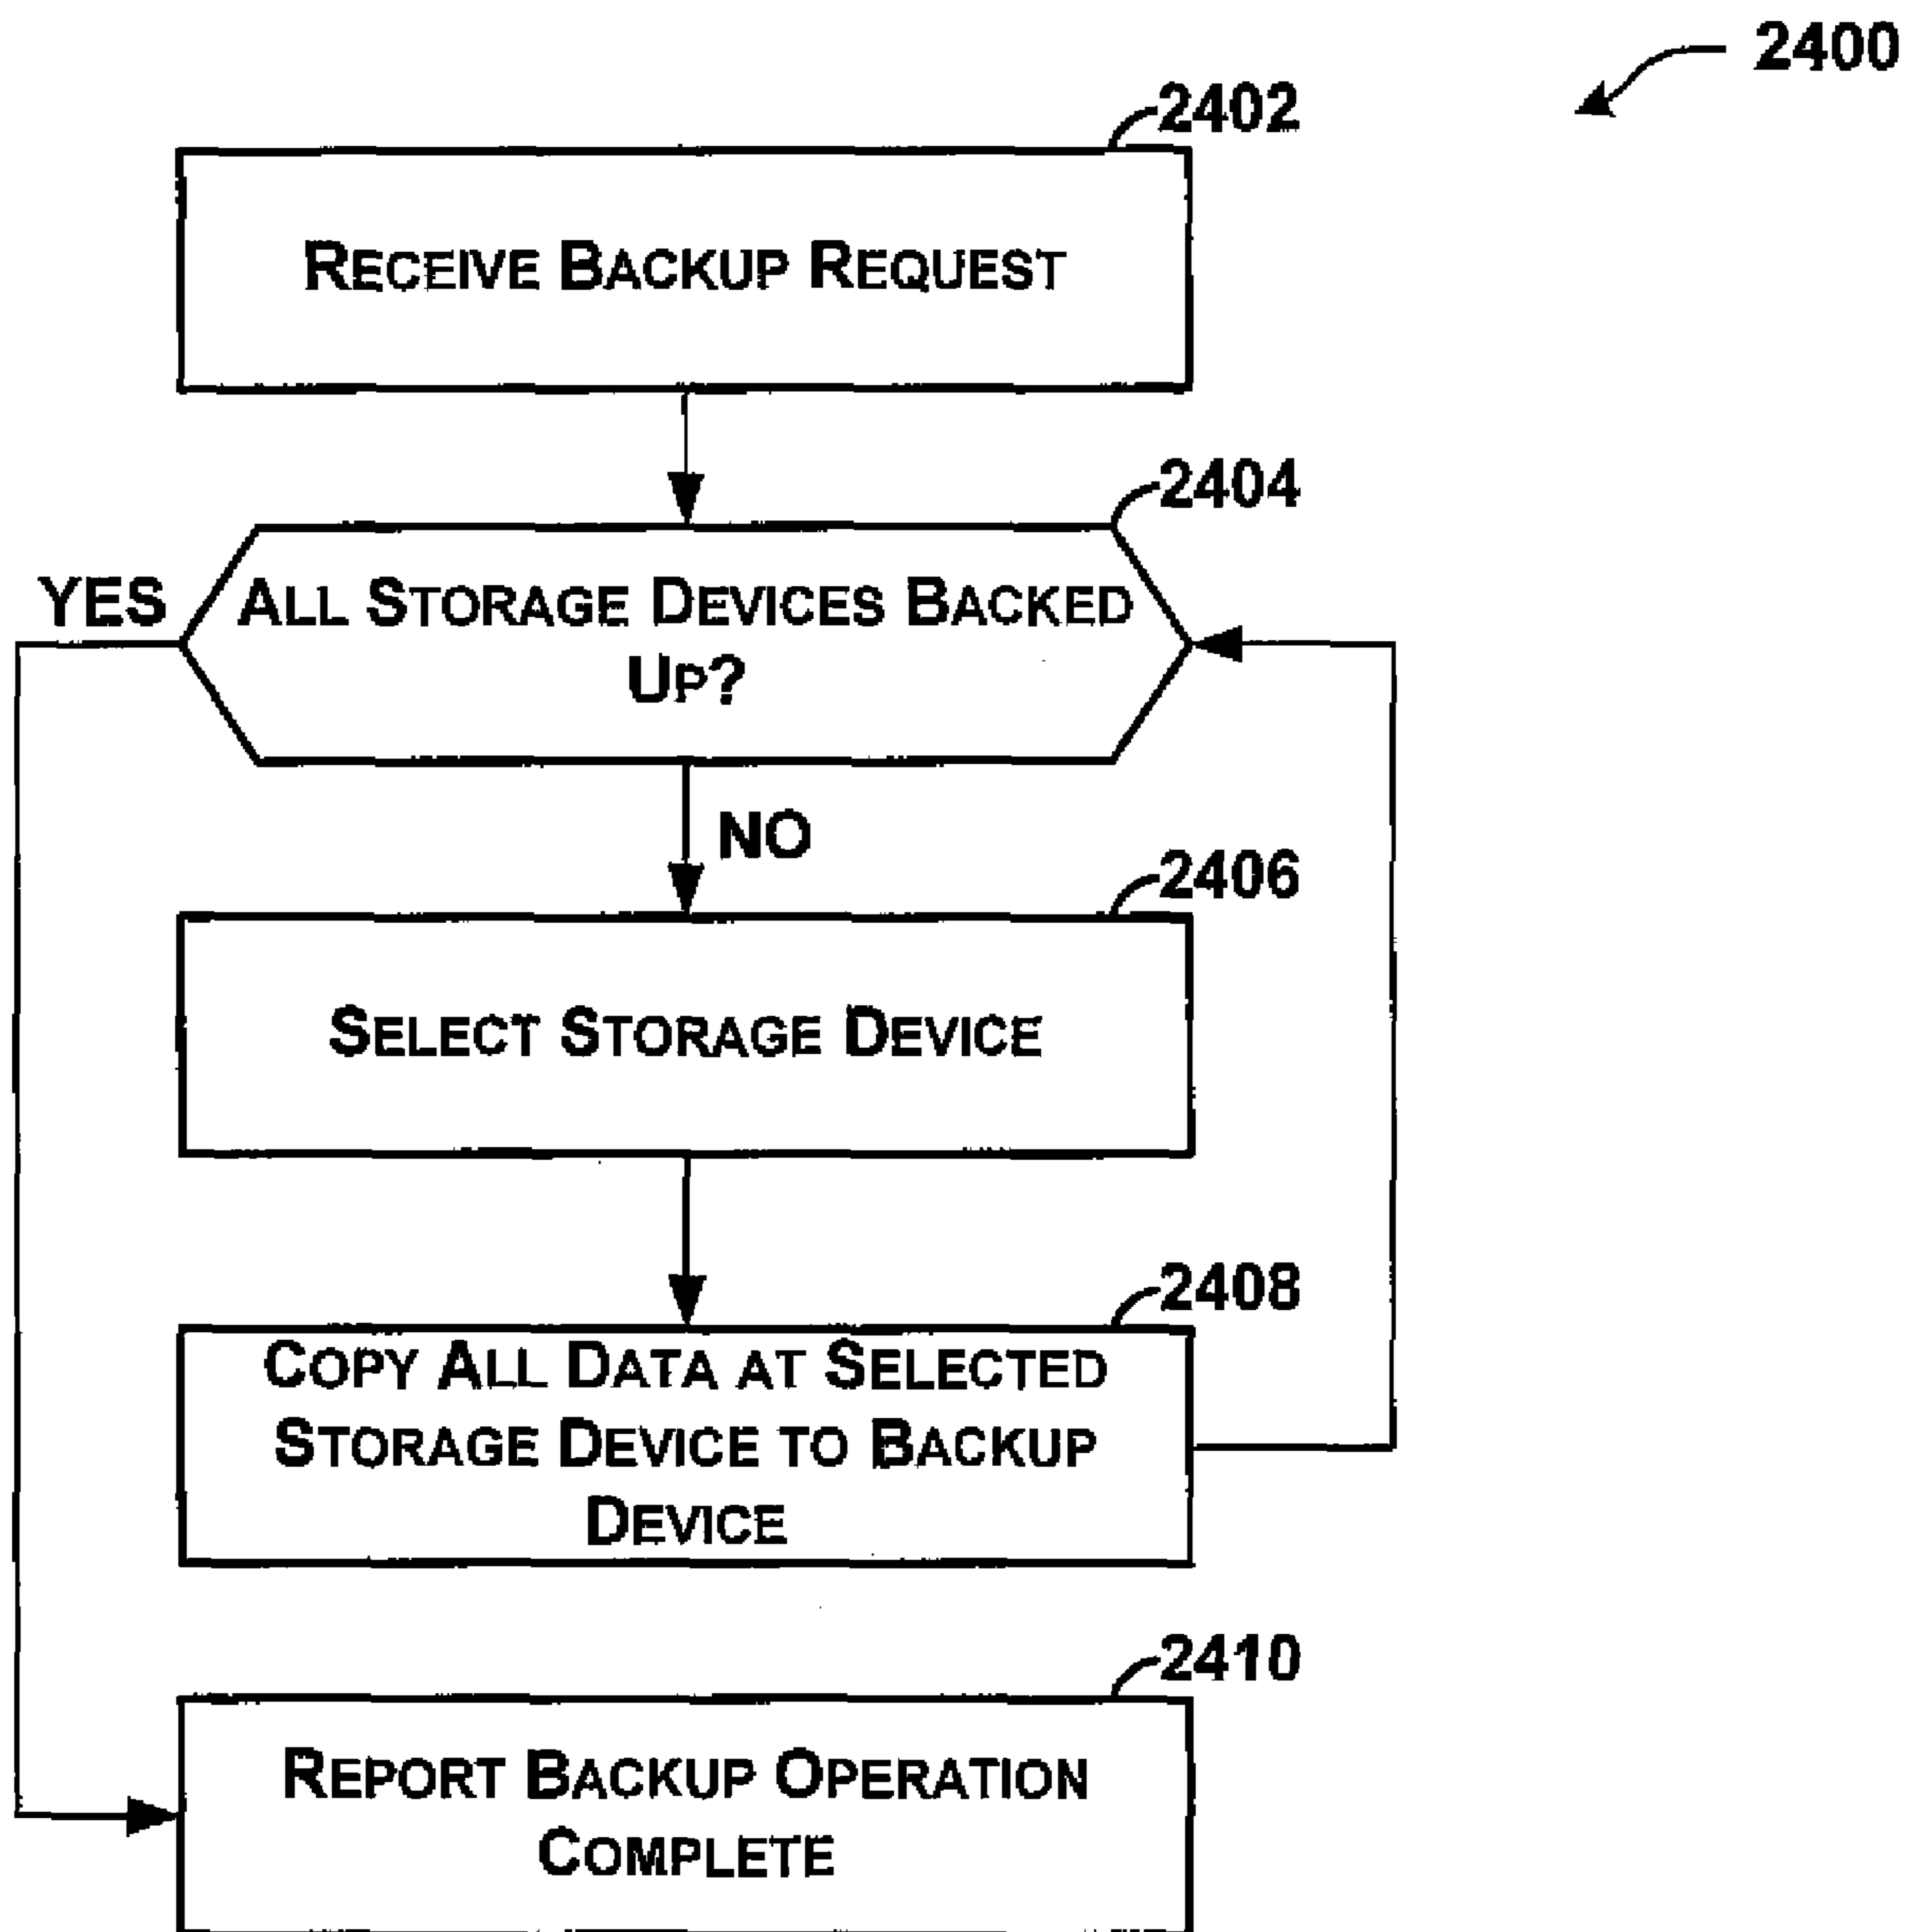 2400
2402
RECEIVE BACKUP REQUEST
2404
YES
ALL STORAGE DEVICES BACKED
UP?
NO
2406
SELECT STORAGE DEVICE
2408
COPY ALL DATA AT SELECTED
STORAGE DEVICE TO BACKUP
DEVICE
2410
REPORT BACKUP OPERATION
COMPLETE